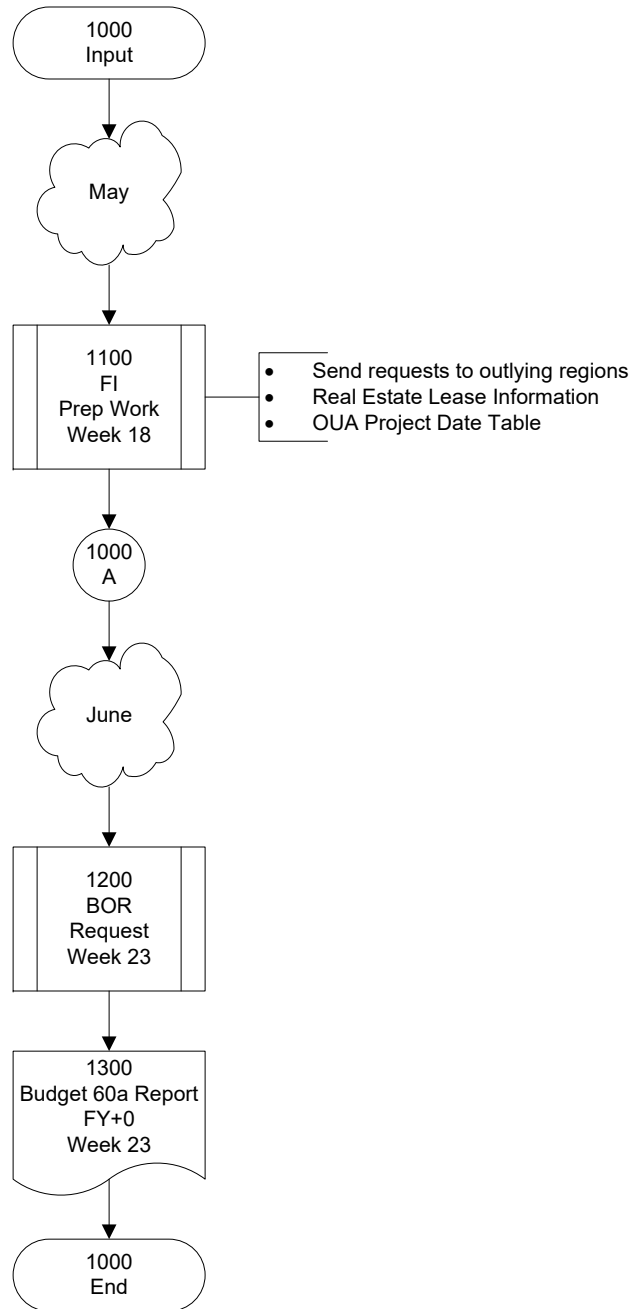 1000
Input
May
1100
FI
Prep Work
Week 18
• Send requests to outlying regions
• Real Estate Lease Information
• OUA Project Date Table
1000
A
June
1200
BOR
Request
Week 23
1300
Budget 60a Report
FY+0
Week 23
1000
End